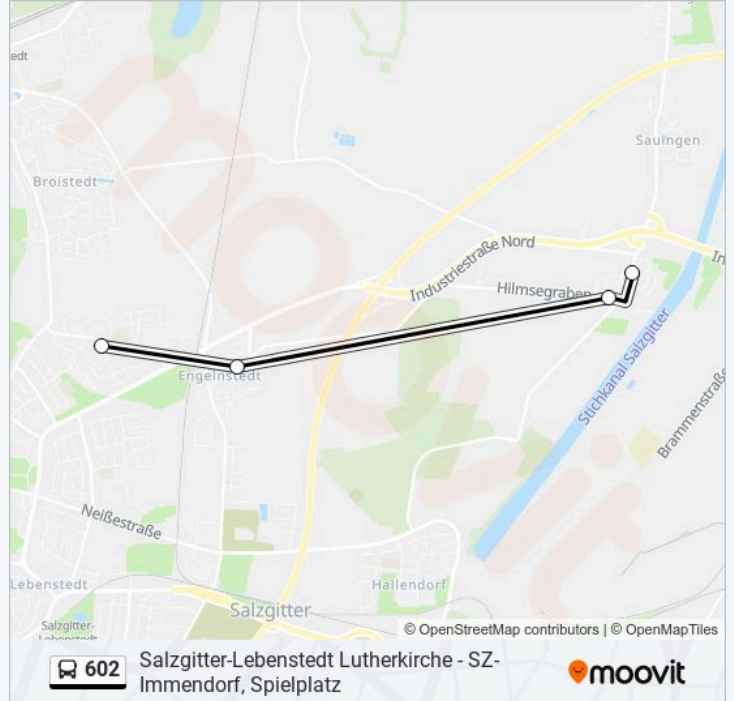 edt
Sauingen
Broistedt
Industriestraße Nord
In
Hilmsegraben
Stichkanal Salzgitter
Engelnstedt
Brammenstraße
Neißestraße
Lebenstedt
Hallendorf
Salzgitter
Salzgitter-
Lebenstedt
© OpenStreetMap contributors | © OpenMapTiles
602
Salzgitter-Lebenstedt Lutherkirche - SZ-
Immendorf, Spielplatz
moovit
moovit